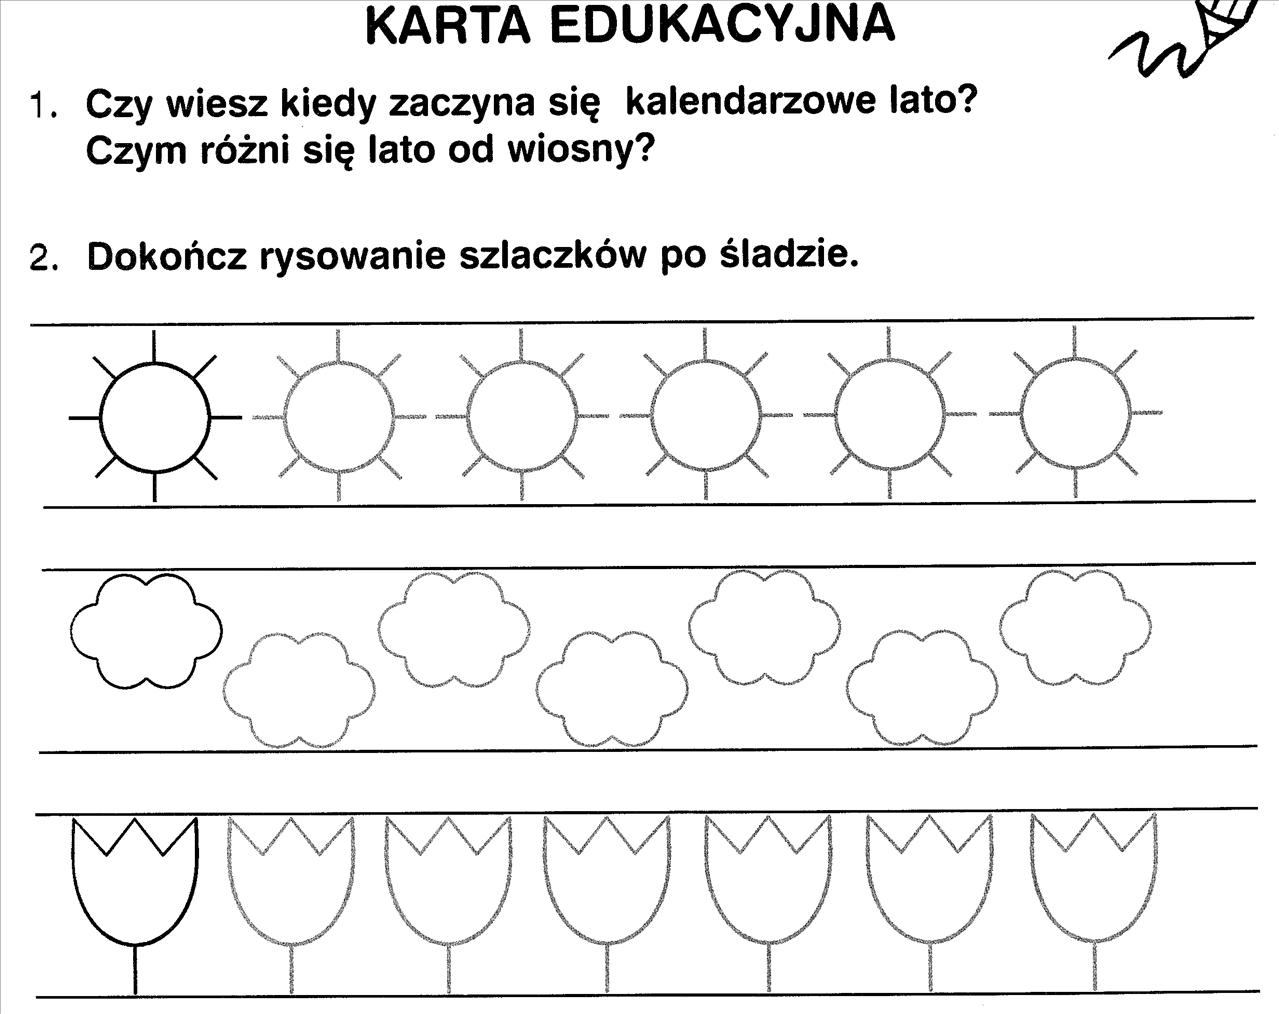 KARTA EDUKACYJNA
1. Czy wiesz kiedy zaczyna się kalendarzowe lato?
Czym różni się lato od wiosny?
2. Dokończ rysowanie szlaczków po śladzie.